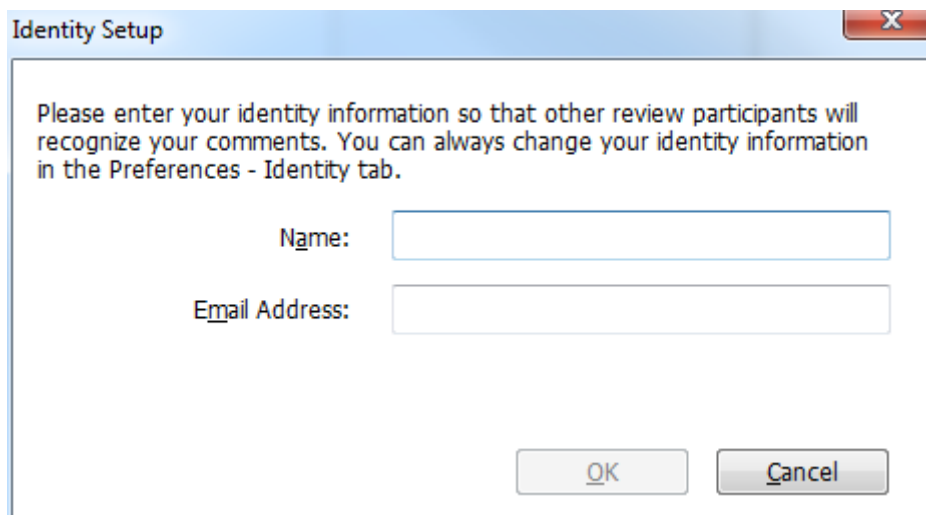 Identity Setup
Please enter your identity information so that other review participants will
recognize your comments. You can always change your identity information
in the Preferences - Identity tab.
Name:
Email Address:
OK
Cancel